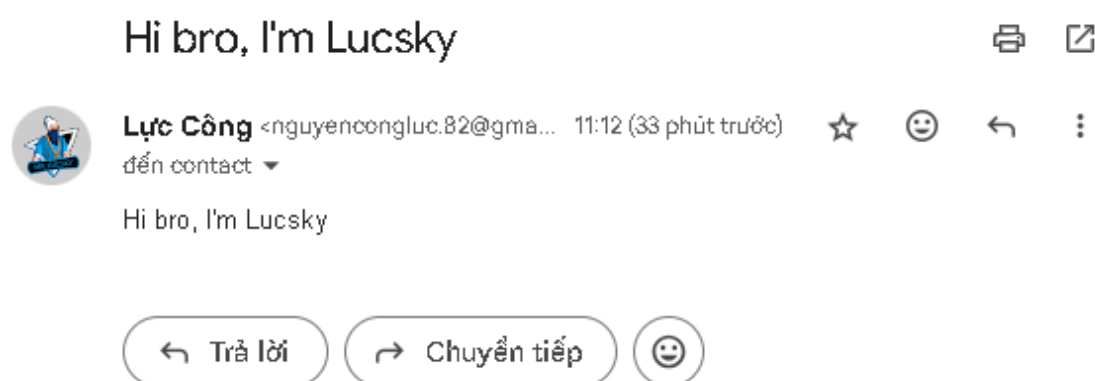 Hi bro, I'm Lucsky
Lực Công <nguyencongluc.82@gma... 11:12 (33 phút trước)
đến contact
Hi bro, I'm Lucsky
Trả lời
Chuyển tiếp